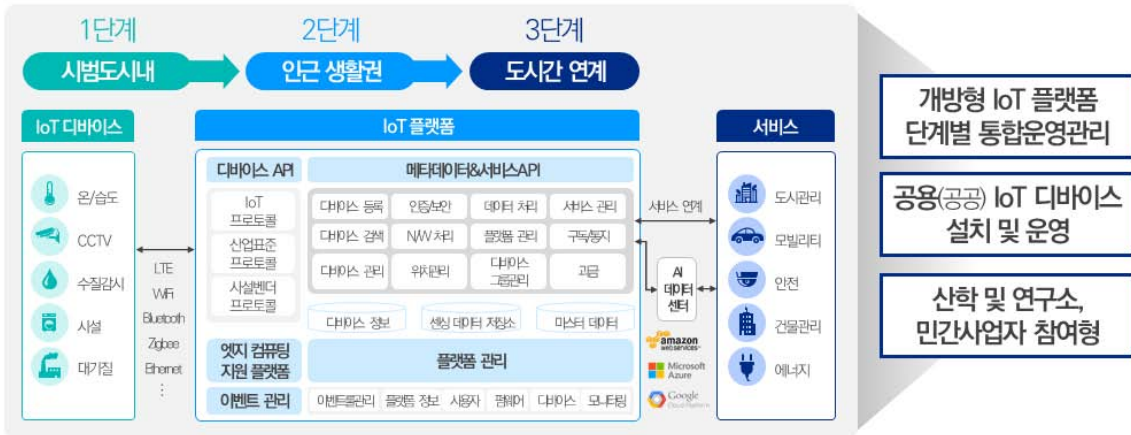 1단계
2단계
3단계
시범도시내
인근 생활권
도시간 연계
IoT 디바이스
온/습도
CCTV
수질감시
시설
대기질
LTE
WiFi
Bluetooth
Zigbee
Ethernet
⋮
IoT 플랫폼
디바이스 API
메타데이터&서비스API
IoT
프로토콜
산업표준
프로토콜
시설벤더
프로토콜
디바이스 등록
인증/보안
데이터 처리
서비스 관리
디바이스 검색
N/W 처리
플랫폼 관리
구독/통지
디바이스 관리
위치관리
디바이스
그룹관리
과금
디바이스 정보
센싱 데이터 저장소
마스터 데이터
엣지 컴퓨팅
지원 플랫폼
플랫폼 관리
이벤트 관리
이벤트룰관리
플랫폼 정보
사용자
펌웨어
디바이스
모니터링
서비스 연계
AI
데이터
센터
amazon
web services
Microsoft
Azure
Google
Cloud Platform
서비스
도시관리
모빌리티
안전
건물관리
에너지
개방형 IoT 플랫폼
단계별 통합운영관리
공용(공공) IoT 디바이스
설치 및 운영
산학 및 연구소,
민간사업자 참여형